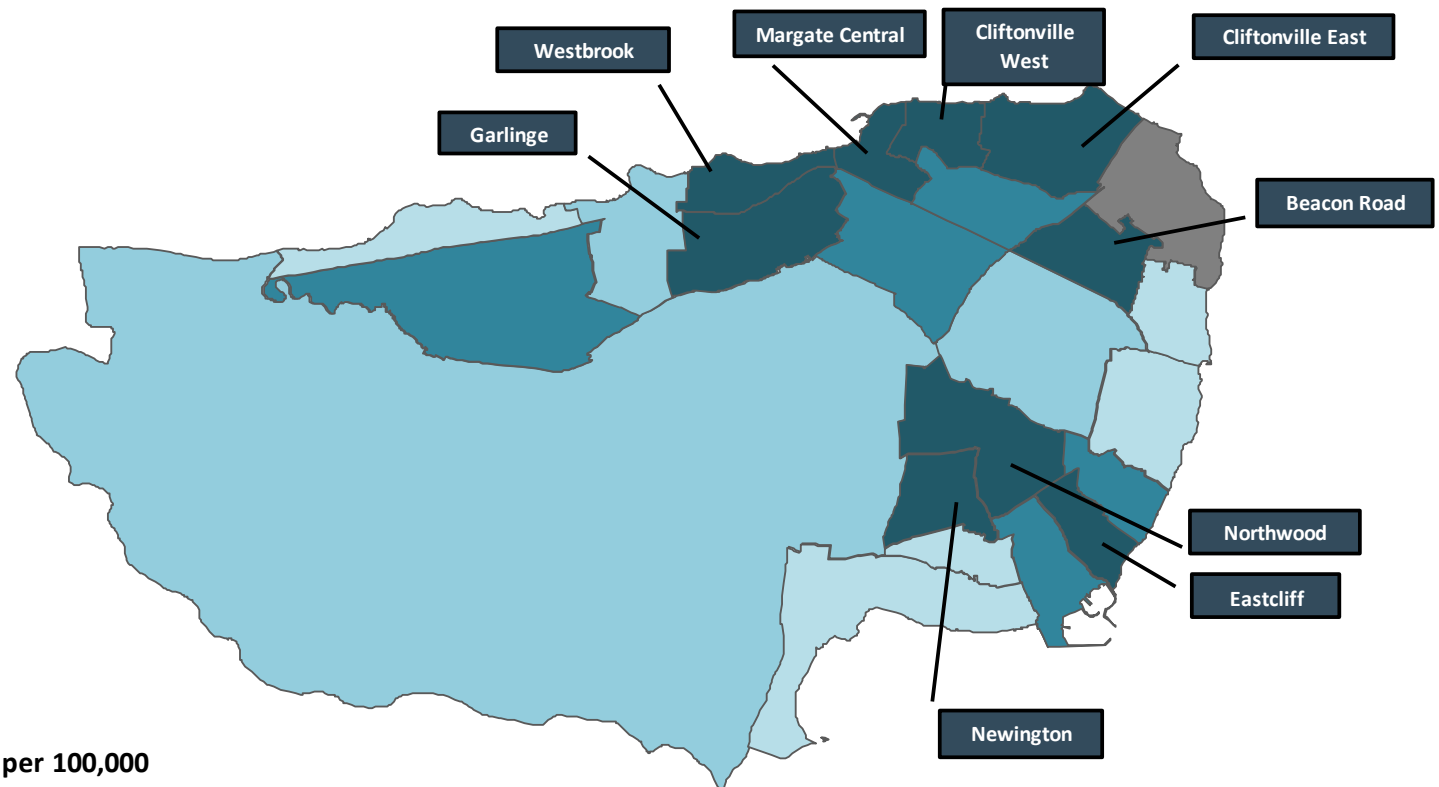 Margate Central
Cliftonville
West
Cliftonville East
Westbrook
Garlinge
Beacon Road
Northwood
Eastcliff
Newington
per 100,000